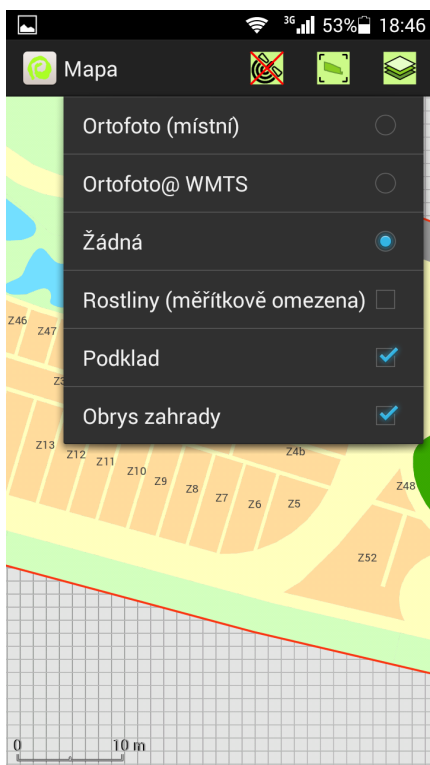 3G 53% 18:46
Mapa
Ortofoto (místní)
Ortofoto@ WMTS
Žádná
Rostliny (měřítkově omezena)
Podklad
Obrys zahrady
Z46
Z47
Z13
Z12
Z11
Z10
Z9
Z8
Z7
Z6
Z5
Z4b
Z48
Z52
0 10 m